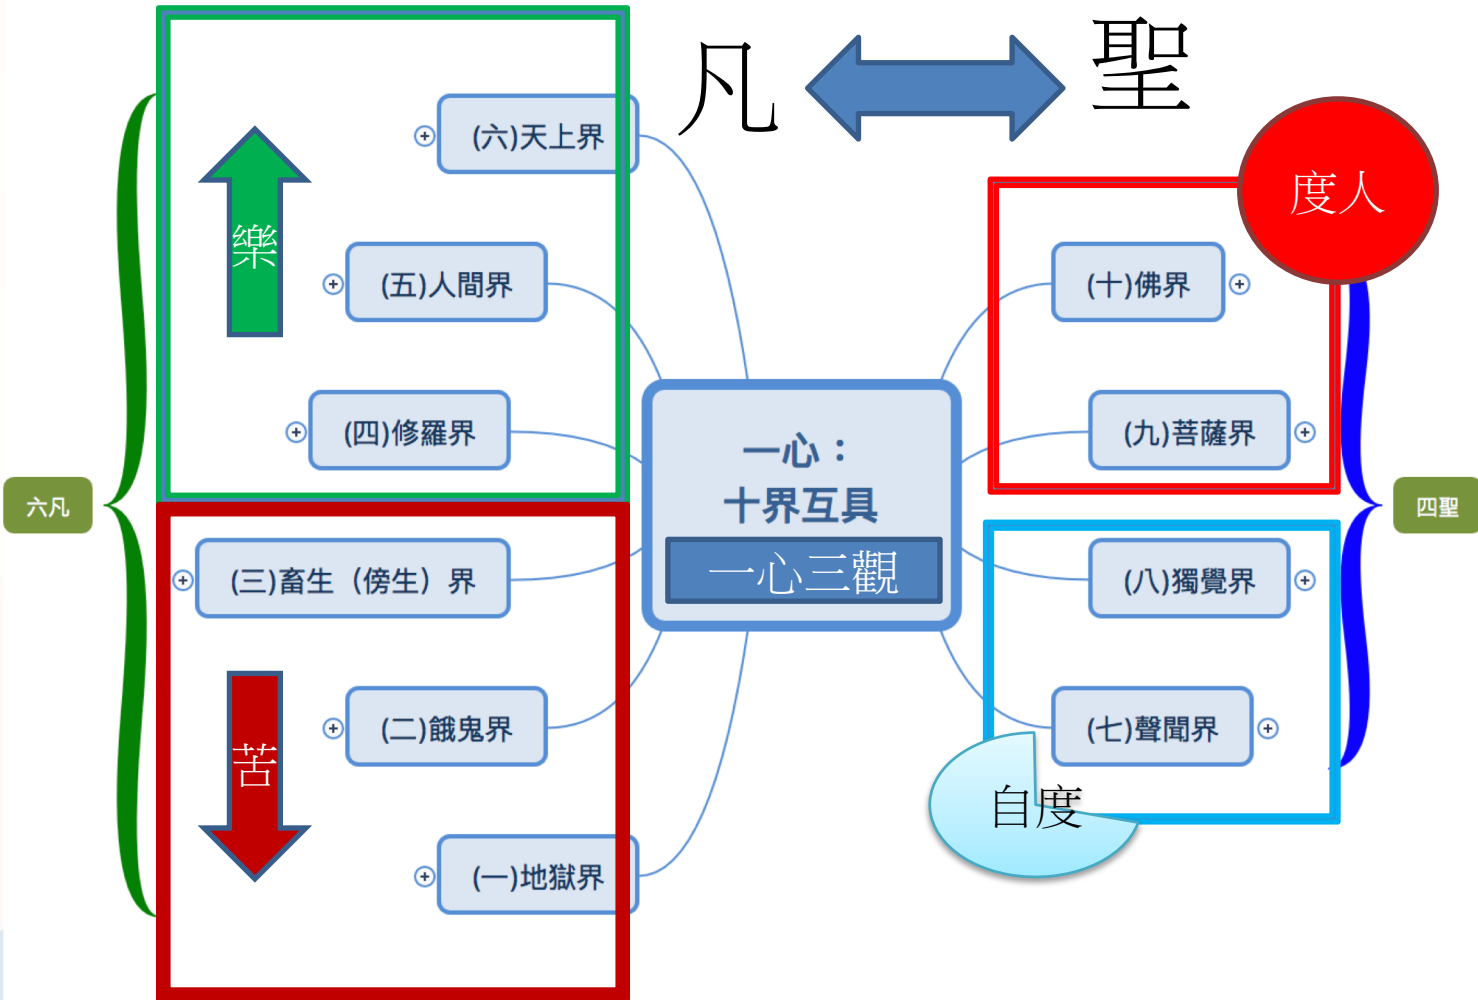 凡
聖
度人
(六)天上界
樂
(五)人間界
(四)修羅界
六凡
(三)畜生（傍生）界
(二)餓鬼界
苦
(一)地獄界
一心：
十界互具
一心三觀
(十)佛界
(九)菩薩界
四聖
(八)獨覺界
(七)聲聞界
自度